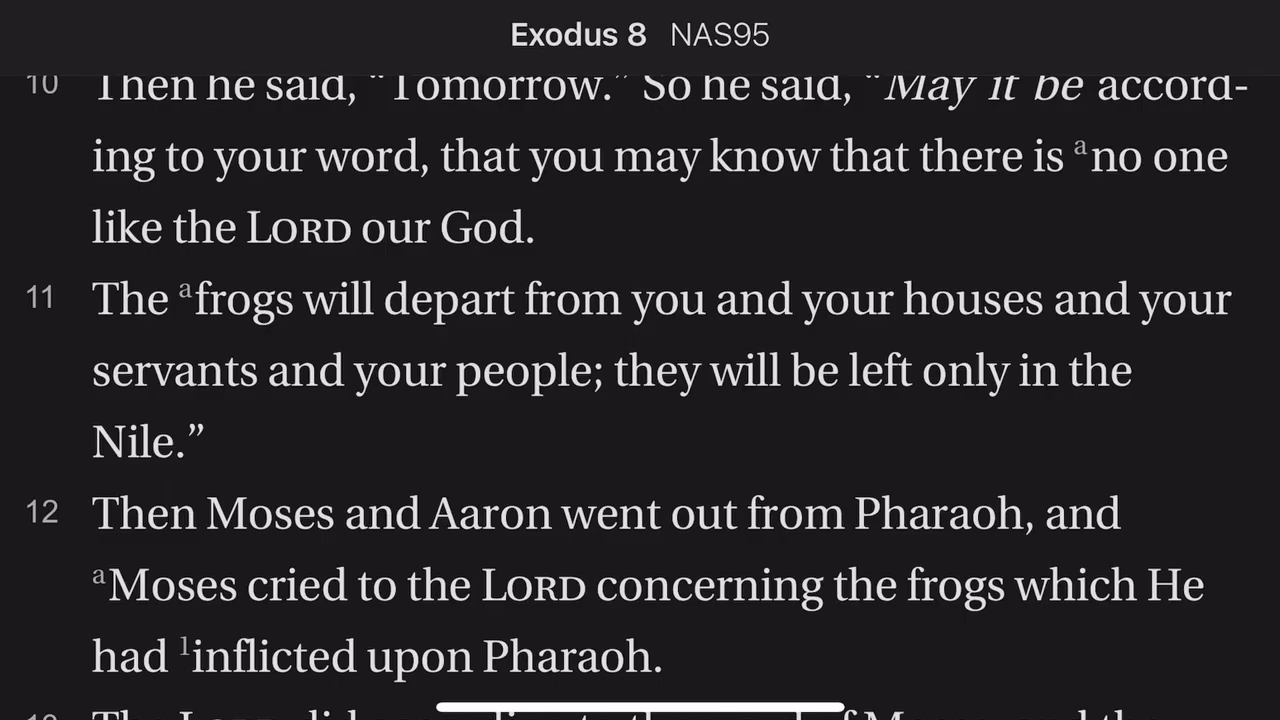 Exodus 8 NAS95
10 Then he said, “Tomorrow.” So he said, “May it be accord-
ing to your word, that you may know that there is a no one
like the LORD our God.
11 The a frogs will depart from you and your houses and your
servants and your people; they will be left only in the
Nile.”
12 Then Moses and Aaron went out from Pharaoh, and
a Moses cried to the LORD concerning the frogs which He
had 1 inflicted upon Pharaoh.